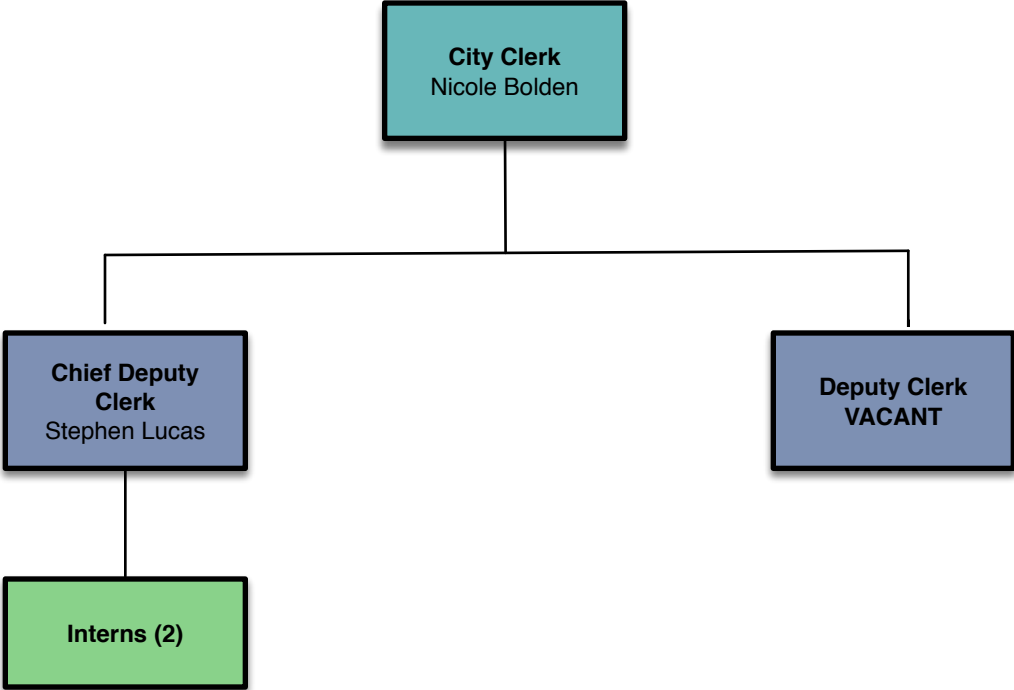 City Clerk
Nicole Bolden
Chief Deputy
Clerk
Stephen Lucas
Deputy Clerk
VACANT
Interns (2)